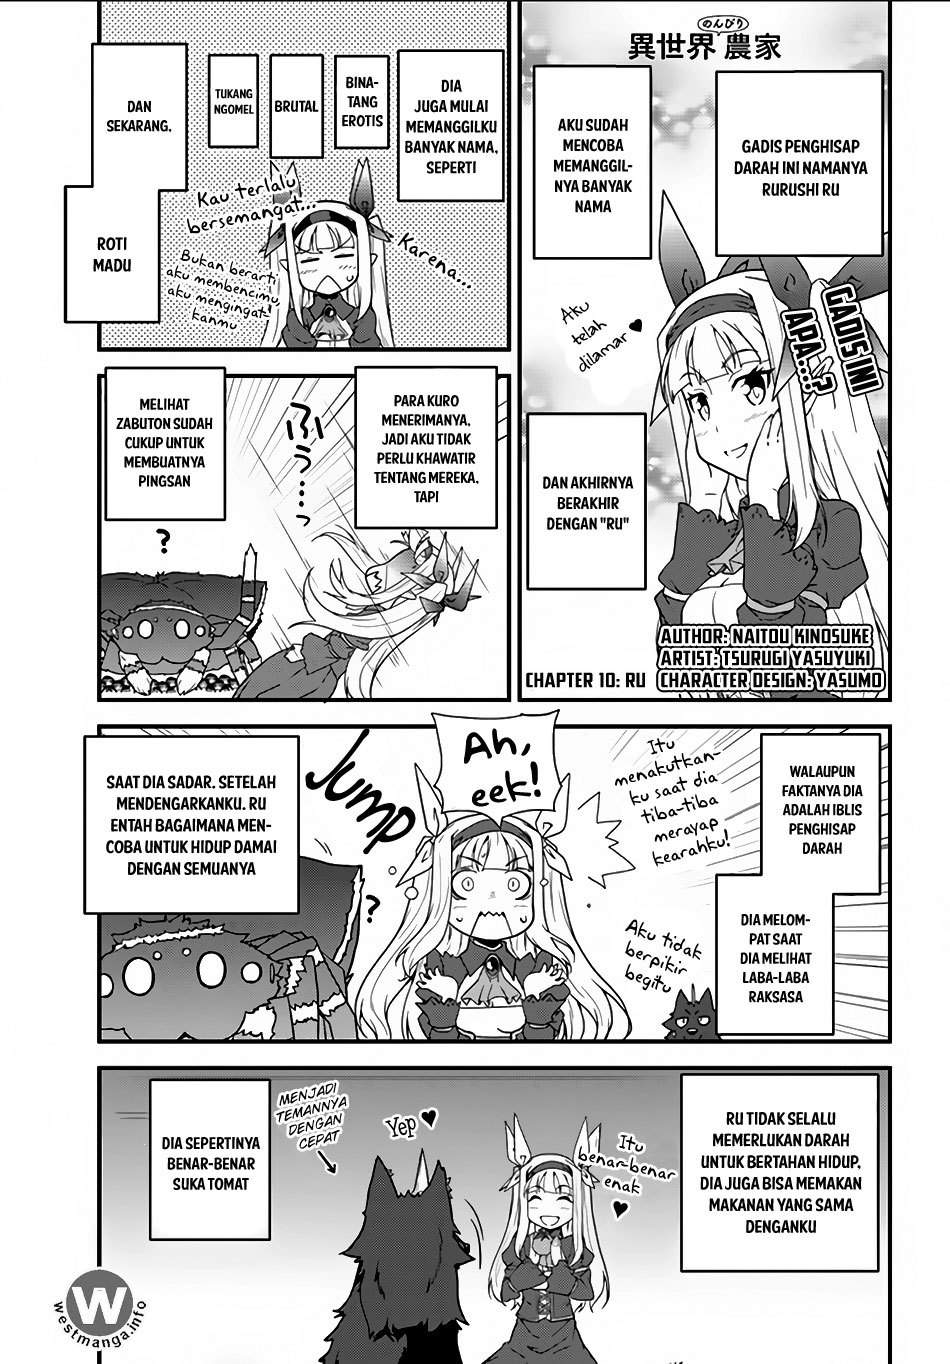 のんびり
異世界 農家
GADIS PENGHISAP
DARAH INI NAMANYA
RURUSHI RU
AKU SUDAH
MENCOBA
MEMANGGIL-
NYA BANYAK
NAMA
GADIS INI
APA...?
Aku
telah
dilamar ♥
DAN AKHIRNYA
BERAKHIR
DENGAN "RU"
AUTHOR: NAITOU KINOSUKE
ARTIST: TSURUGI YASUYUKI
CHAPTER 10: RU
CHARACTER DESIGN: YASUMO
DIA
JUGA MULAI
MEMANGGILKU
BANYAK NAMA,
SEPERTI
BINA-
TANG
EROTIS
BRUTAL
TUKANG
NGOMEL
DAN
SEKARANG.
ROTI
MADU
Karena...
Kau terlalu
bersemangat...
Bukan berarti
aku membencimu,
aku mengingat-
kanmu
PARA KURO
MENERIMANYA,
JADI AKU TIDAK
PERLU KHAWATIR
TENTANG MEREKA,
TAPI
ふぅ…っ
MELIHAT
ZABUTON SUDAH
CUKUP UNTUK
MEMBUATNYA
PINGSAN
?
WALAUPUN
FAKTANYA DIA
ADALAH IBLIS
PENGHISAP
DARAH
DIA MELOM-
PAT SAAT
DIA MELIHAT
LABA-LABA
RAKSASA
Itu
menakutkan-
ku saat dia
tiba-tiba
merayap
kearahku!
Aku tidak
berpikir
begitu
Ah,
eek!
JUMP
?
SAAT DIA SADAR. SETELAH
MENDENGARKANKU. RU
ENTAH BAGAIMANA MEN-
COBA UNTUK HIDUP DAMAI
DENGAN SEMUANYA
RU TIDAK SELALU
MEMERLUKAN DARAH
UNTUK BERTAHAN HIDUP,
DIA JUGA BISA MEMAKAN
MAKANAN YANG SAMA
DENGANKU
Itu
benar-benar
enak
♥
Yep ♥
MENJADI
TEMANNYA
DENGAN
CEPAT
DIA SEPERTINYA
BENAR-BENAR
SUKA TOMAT
W
westmanga.info